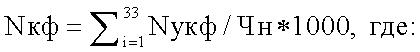 Nкф = ∑ i=1 33 Nукф / Чн*1000, где: